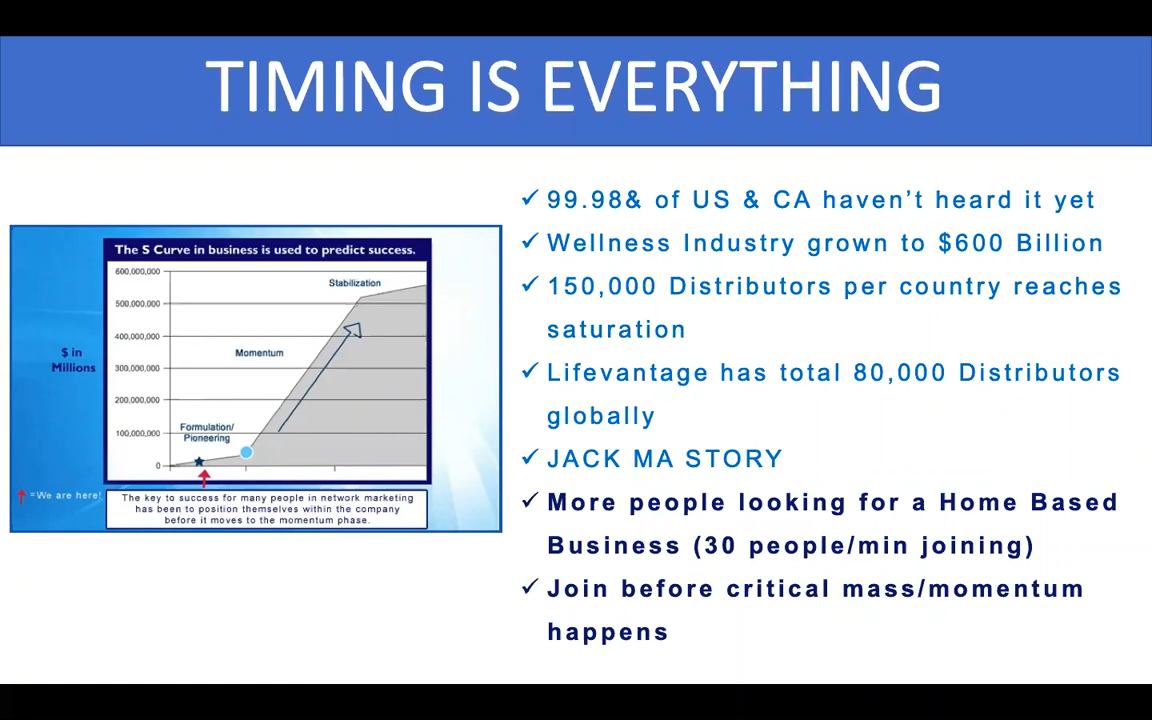 TIMING IS EVERYTHING
The S Curve in business is used to predict success.
600,000,000
Stabilization
500,000,000
400,000,000
$ in
Millions
Momentum
300,000,000
200,000,000
Formulation/
Pioneering
100,000,000
0
=We are here!
The key to success for many people in network marketing
has been to position themselves within the company
before it moves to the momentum phase.
✓ 99.98& of US & CA haven’t heard it yet
✓ Wellness Industry grown to $600 Billion
✓ 150,000 Distributors per country reaches
saturation
✓ Lifevantage has total 80,000 Distributors
globally
✓ JACK MA STORY
✓ More people looking for a Home Based
Business (30 people/min joining)
✓ Join before critical mass/momentum
happens